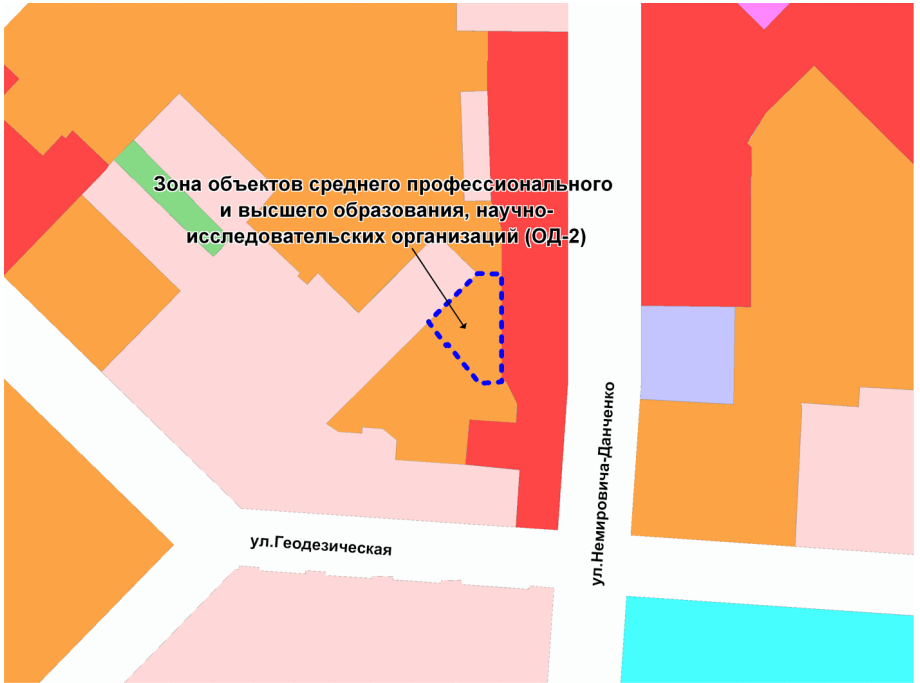 Зона объектов среднего профессионального
и высшего образования, научно-
исследовательских организаций (ОД-2)
ул.Немировича-Данченко
ул.Геодезическая